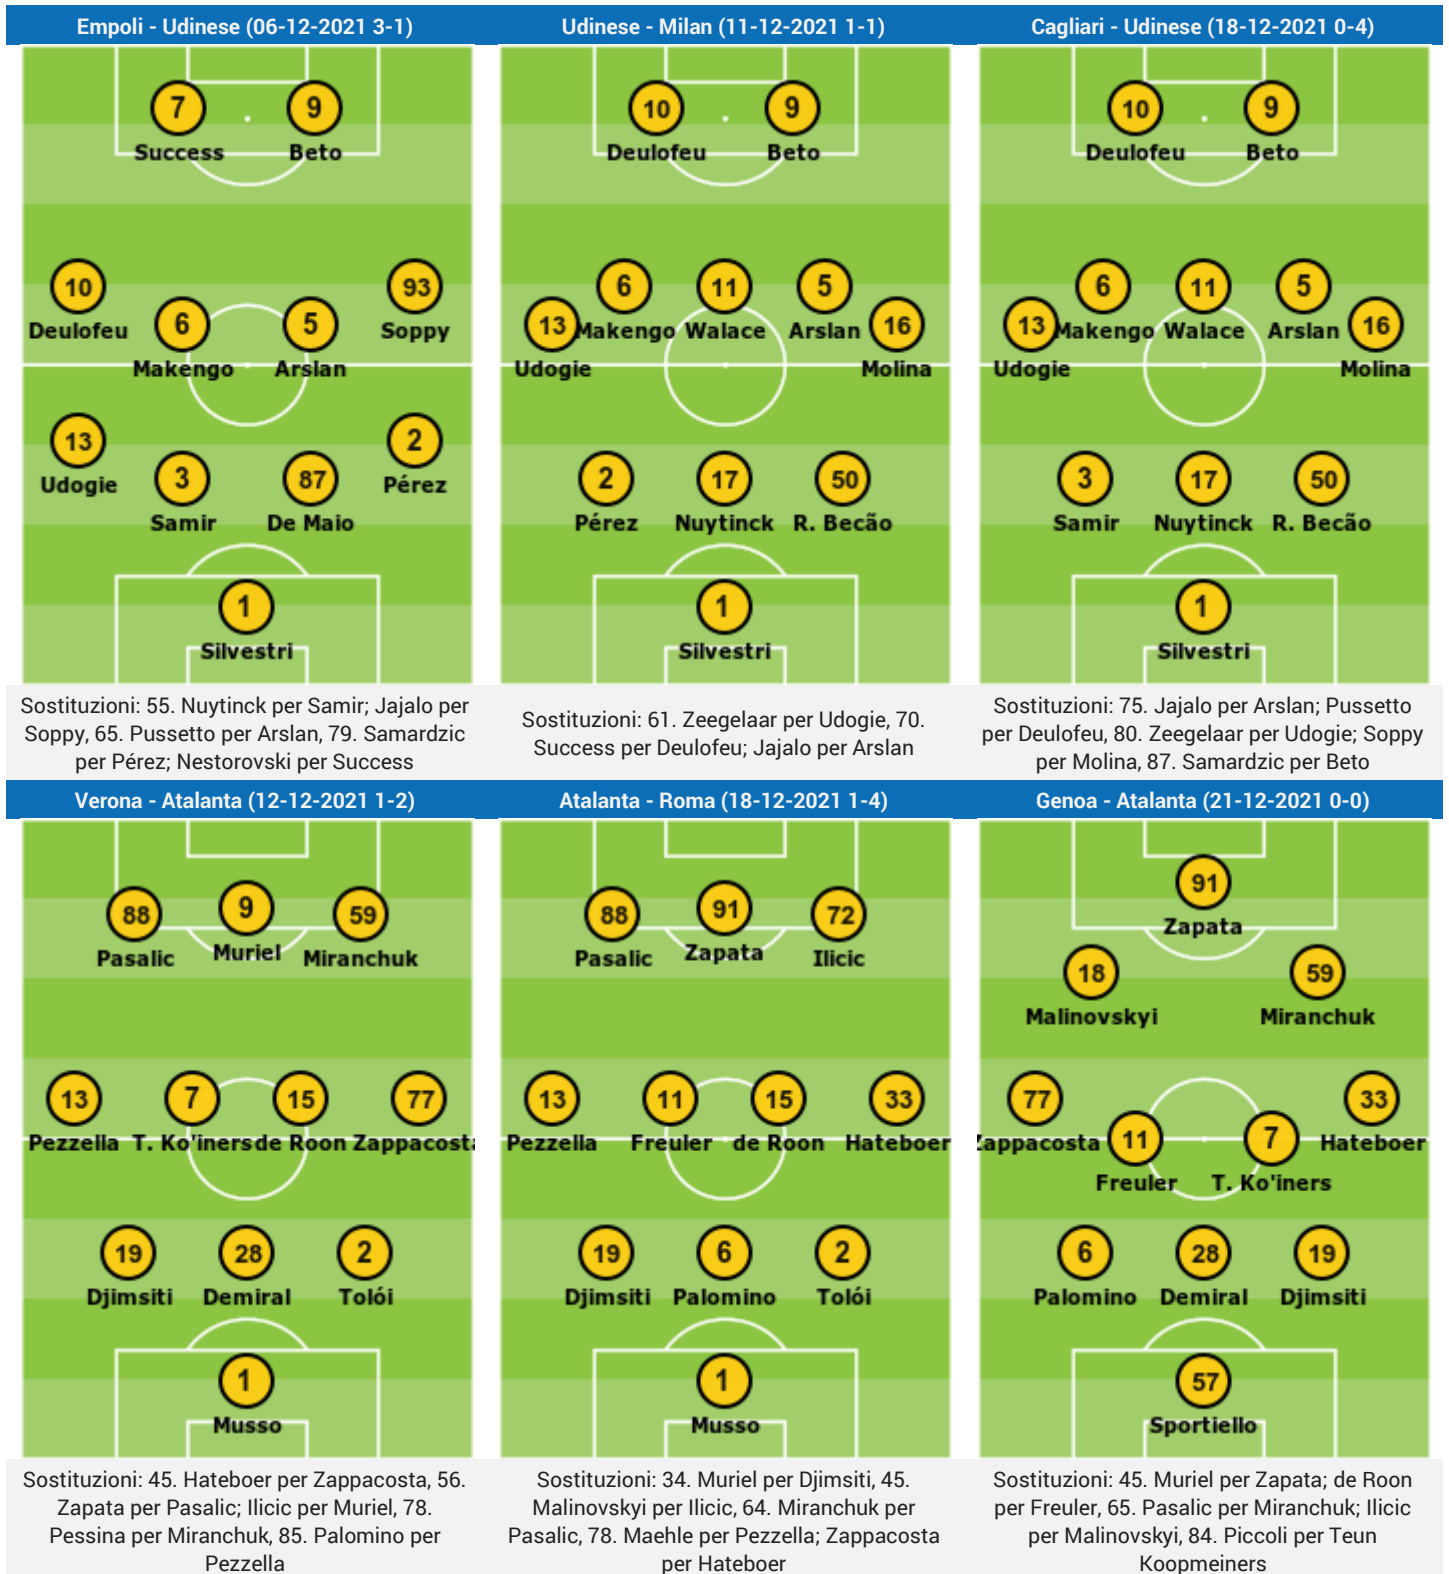 Empoli - Udinese (06-12-2021 3-1)
7 9
Success Beto
10 93
Deulofeu 6 5 Soppy
Makengo Arslan
13 2
Udogie 3 87 Pérez
Samir De Maio
1
Silvestri
Sostituzioni: 55. Nuytinck per Samir; Jajalo per
Soppy, 65. Pussetto per Arslan, 79. Samardzic
per Pérez; Nestorovski per Success
Udinese - Milan (11-12-2021 1-1)
10 9
Deulofeu Beto
6 11 5
13 Makengo Walace Arslan 16
Udogie Molina
2 17 50
Pérez Nuytinck R. Becão
1
Silvestri
Sostituzioni: 61. Zeegelaar per Udogie, 70.
Success per Deulofeu; Jajalo per Arslan
Cagliari - Udinese (18-12-2021 0-4)
10 9
Deulofeu Beto
6 11 5
13 Makengo Walace Arslan 16
Udogie Molina
3 17 50
Samir Nuytinck R. Becão
1
Silvestri
Sostituzioni: 75. Jajalo per Arslan; Pussetto
per Deulofeu, 80. Zeegelaar per Udogie; Soppy
per Molina, 87. Samardzic per Beto
Verona - Atalanta (12-12-2021 1-2)
88 9 59
Pasalic Muriel Miranchuk
13 7 15 77
Pezzella T. Ko'iners de Roon Zappacosta
19 28 2
Djimsiti Demiral Tolói
1
Musso
Sostituzioni: 45. Hateboer per Zappacosta, 56.
Zapata per Pasalic; Ilicic per Muriel, 78.
Pessina per Miranchuk, 85. Palomino per
Pezzella
Atalanta - Roma (18-12-2021 1-4)
88 91 72
Pasalic Zapata Ilicic
13 11 15 33
Pezzella Freuler de Roon Hateboer
19 6 2
Djimsiti Palomino Tolói
1
Musso
Sostituzioni: 34. Muriel per Djimsiti, 45.
Malinovskyi per Ilicic, 64. Miranchuk per
Pasalic, 78. Maehle per Pezzella; Zappacosta
per Hateboer
Genoa - Atalanta (21-12-2021 0-0)
91
Zapata
18 59
Malinovskyi Miranchuk
77 33
Zappacosta 11 7 Hateboer
Freuler T. Ko'iners
6 28 19
Palomino Demiral Djimsiti
57
Sportiello
Sostituzioni: 45. Muriel per Zapata; de Roon
per Freuler, 65. Pasalic per Miranchuk; Ilicic
per Malinovskyi, 84. Piccoli per Teun
Koopmeiners